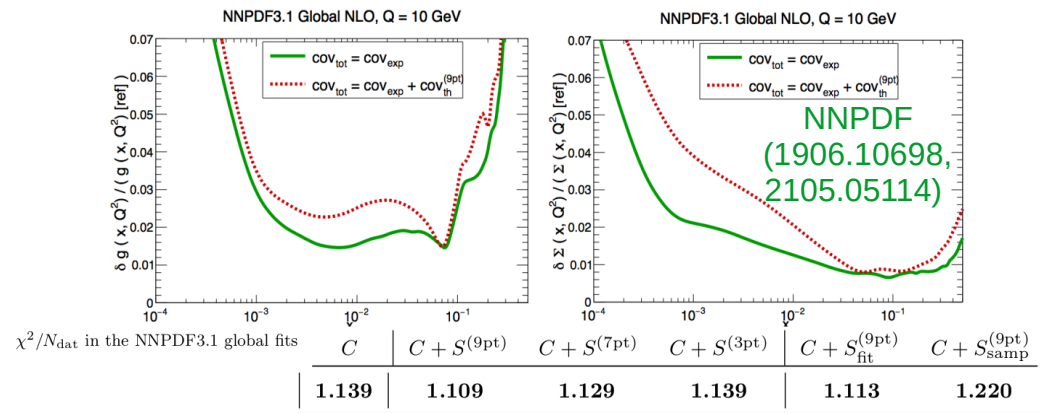 NNPDF3.1 Global NLO, Q = 10 GeV
δ g ( x, Q²) / ( g ( x, Q²) [ref] )
0.07
0.06
0.05
0.04
0.03
0.02
0.01
0
cov_tot = cov_exp
cov_tot = cov_exp + cov_th^(9pt)
10⁻⁴ 10⁻³ 10⁻² 10⁻¹
NNPDF3.1 Global NLO, Q = 10 GeV
δ Σ ( x, Q²) / ( Σ ( x, Q²) [ref] )
0.07
0.06
0.05
0.04
0.03
0.02
0.01
0
cov_tot = cov_exp
cov_tot = cov_exp + cov_th^(9pt)
NNPDF
(1906.10698,
2105.05114)
10⁻⁴ 10⁻³ 10⁻² 10⁻¹
χ²/N_dat in the NNPDF3.1 global fits
C C + S^(9pt) C + S^(7pt) C + S^(3pt) C + S_fit^(9pt) C + S_samp^(9pt)
1.139 1.109 1.129 1.139 1.113 1.220